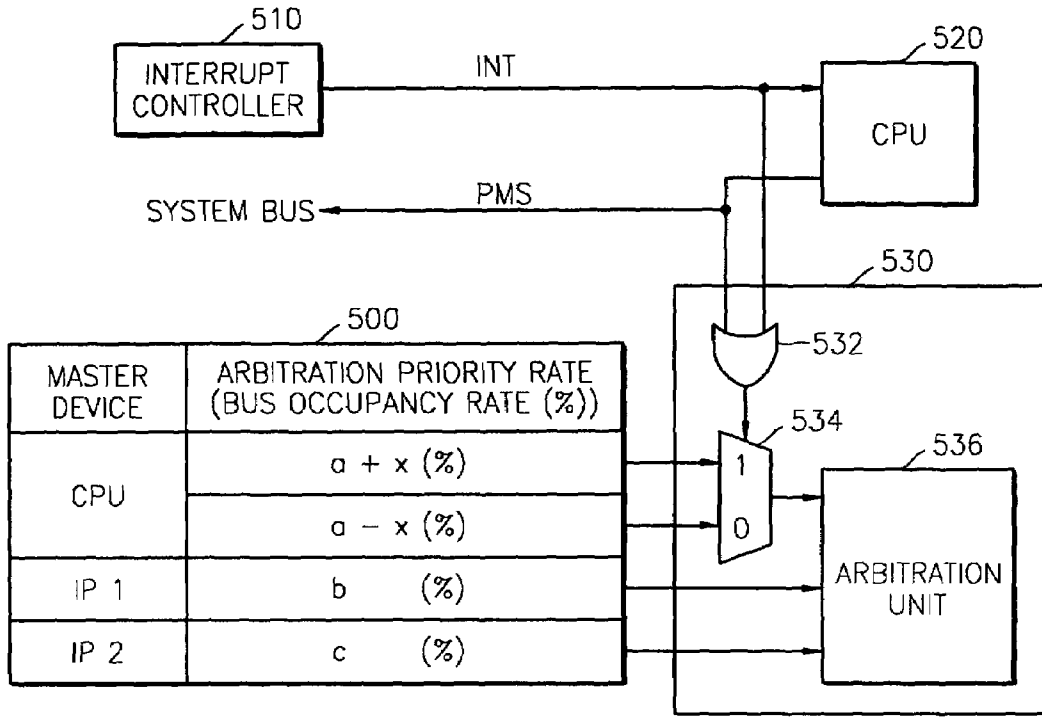 510
INTERRUPT
CONTROLLER
INT
520
CPU
SYSTEM BUS
PMS
530
500
532
MASTER
DEVICE
ARBITRATION PRIORITY RATE
(BUS OCCUPANCY RATE (%))
534
536
CPU
a + x (%)
1
a - x (%)
0
ARBITRATION
UNIT
IP 1
b (%)
IP 2
c (%)